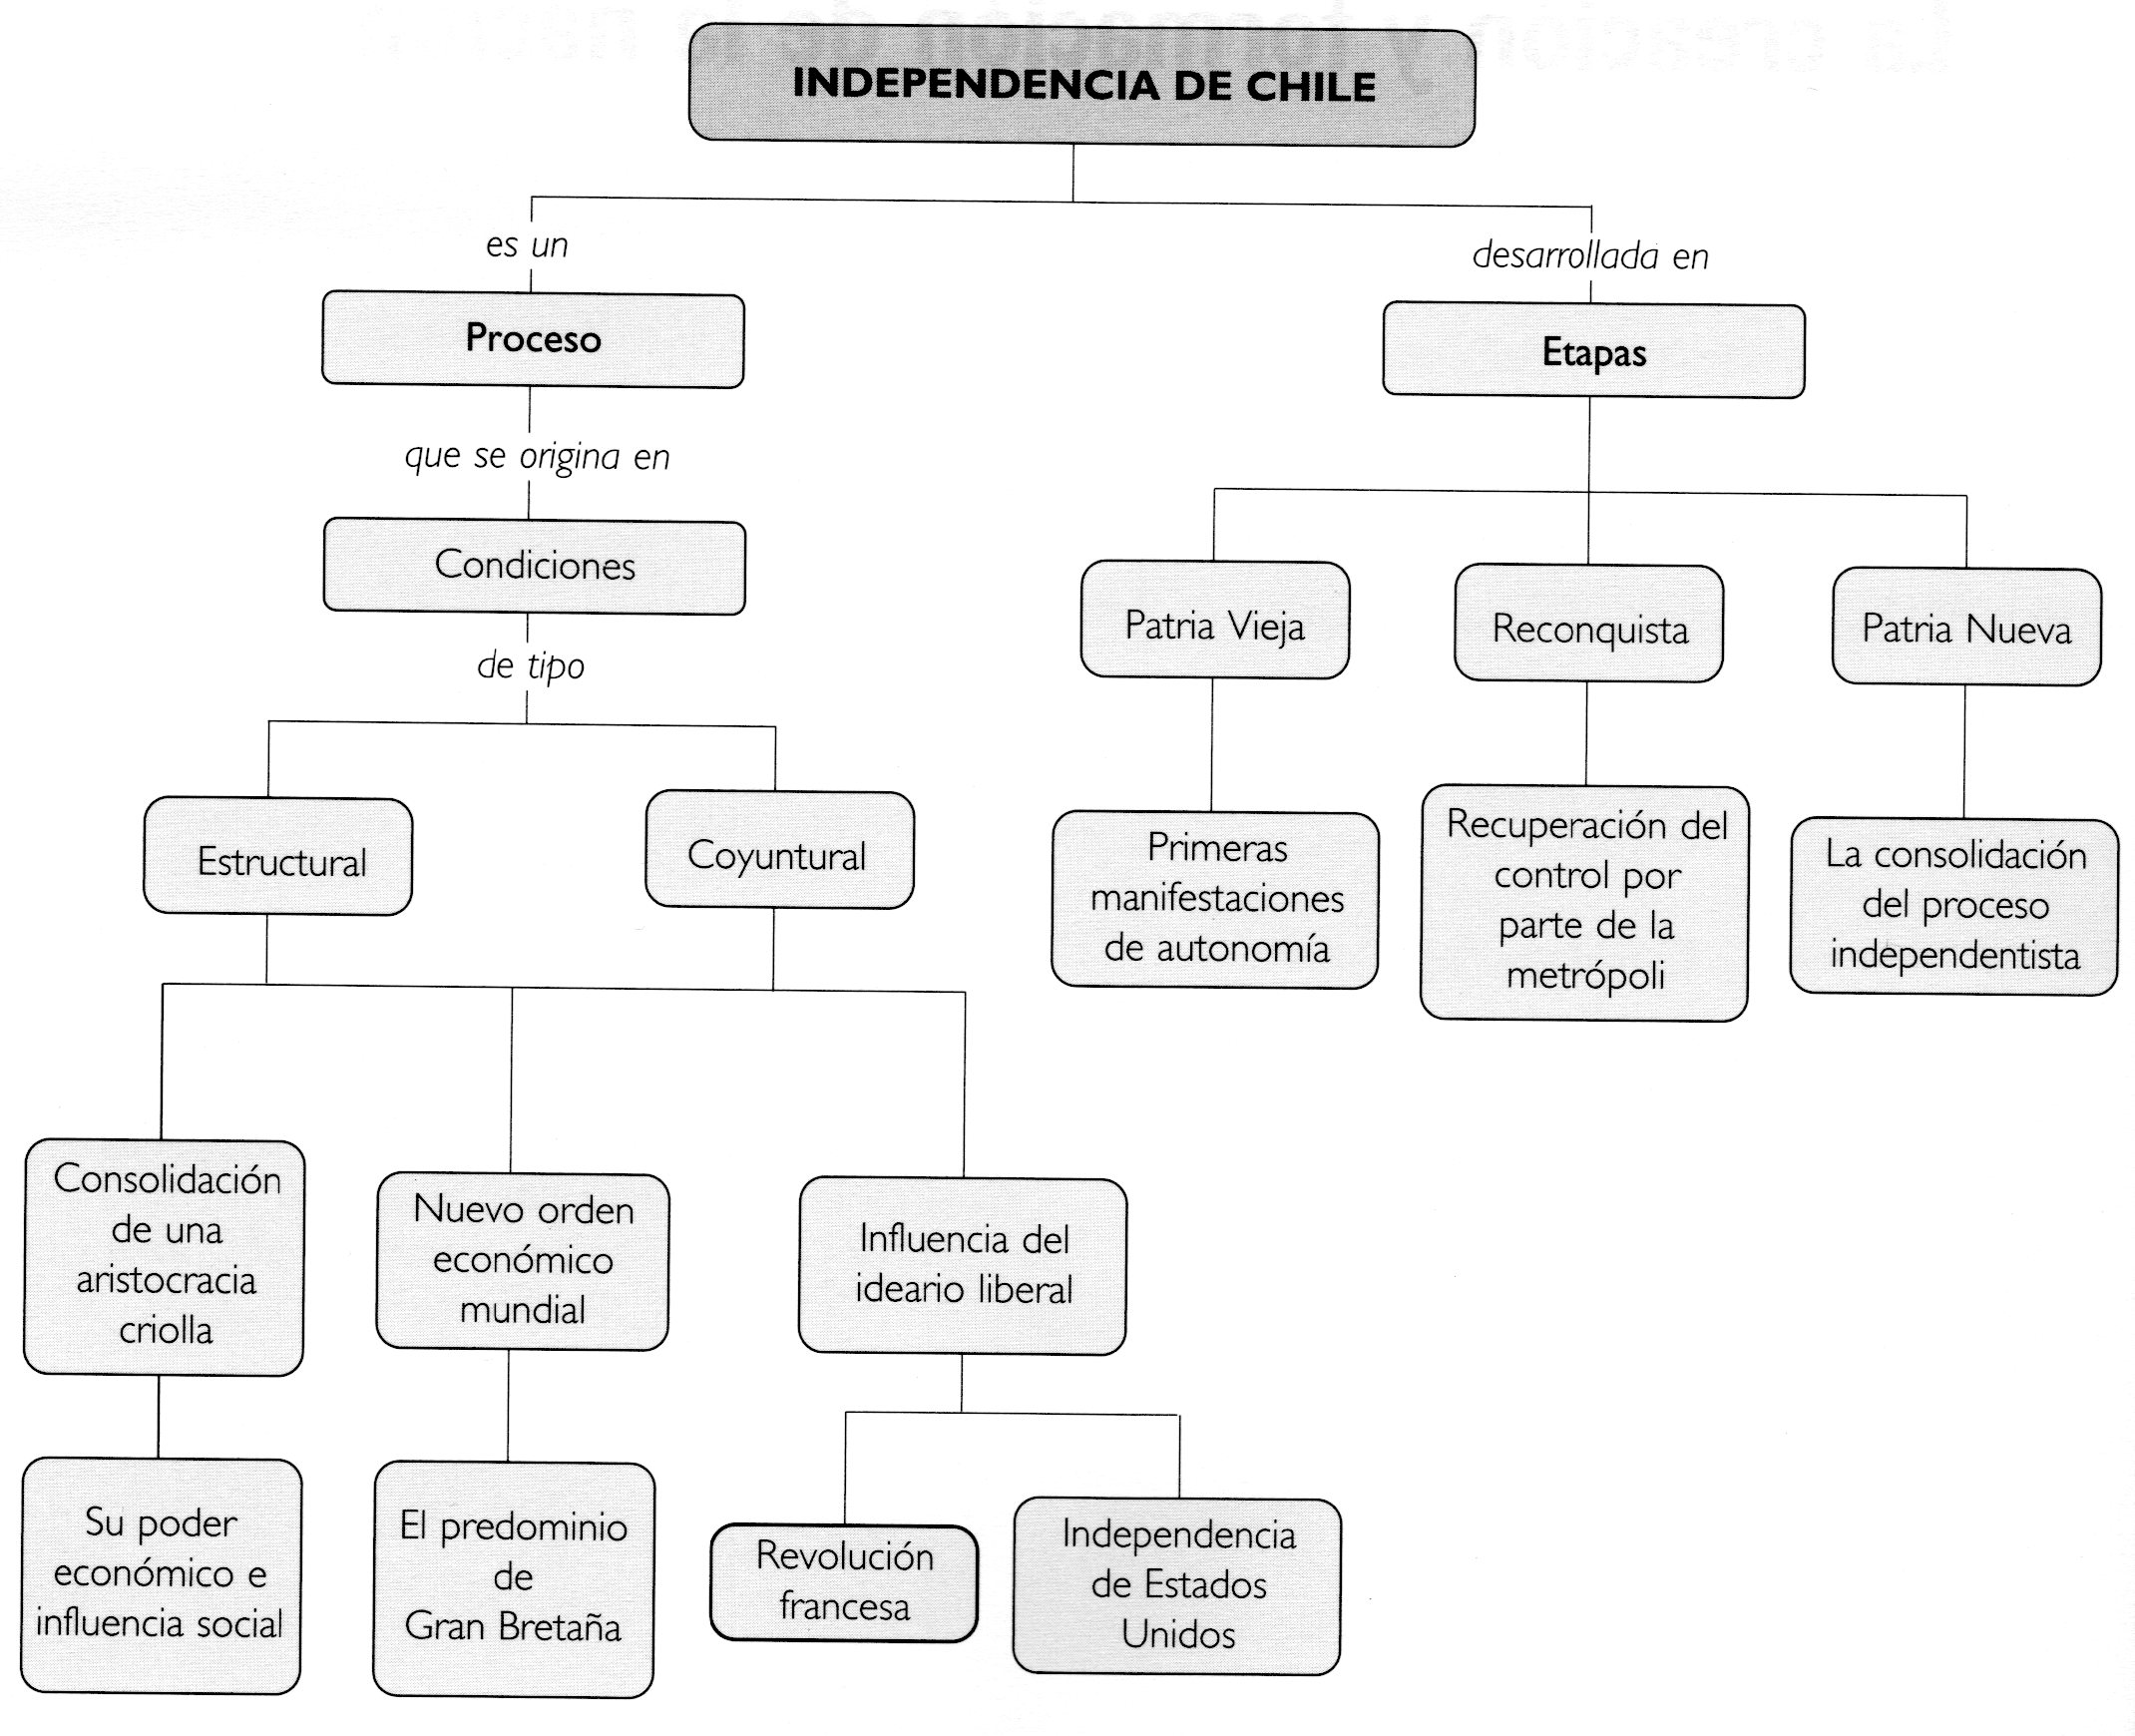 INDEPENDENCIA DE CHILE
es un
desarrollada en
Proceso
Etapas
que se origina en
Condiciones
de tipo
Patria Vieja
Reconquista
Patria Nueva
Estructural
Coyuntural
Primeras
manifestaciones
de autonomía
Recuperación del
control por
parte de la
metrópoli
La consolidación
del proceso
independentista
Consolidación
de una
aristocracia
criolla
Nuevo orden
económico
mundial
Influencia del
ideario liberal
Su poder
económico e
influencia social
El predominio
de
Gran Bretaña
Revolución
francesa
Independencia
de Estados
Unidos